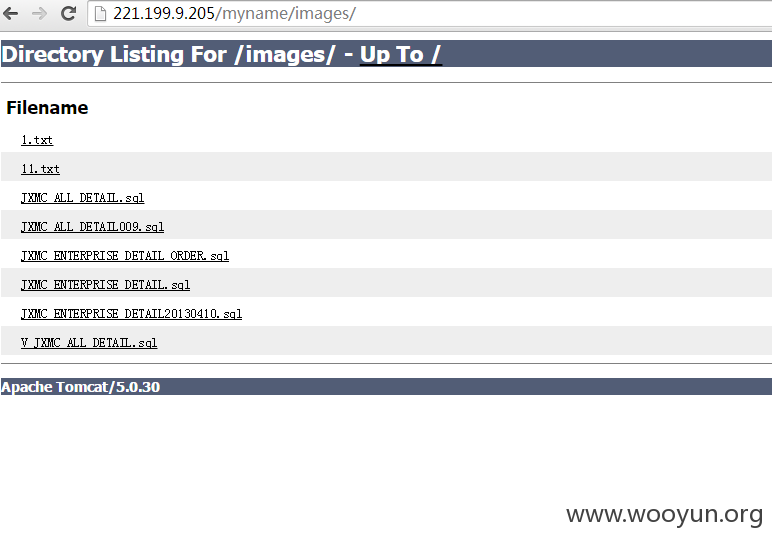 221.199.9.205/myname/images/
Directory Listing For /images/ - Up To /
Filename
1.txt
11.txt
JXMC_ALL_DETAIL.sql
JXMC_ALL_DETAIL009.sql
JXMC_ENTERPRISE_DETAIL_ORDER.sql
JXMC_ENTERPRISE_DETAIL.sql
JXMC_ENTERPRISE_DETAIL20130410.sql
V_JXMC_ALL_DETAIL.sql
Apache Tomcat/5.0.30
www.wooyun.org